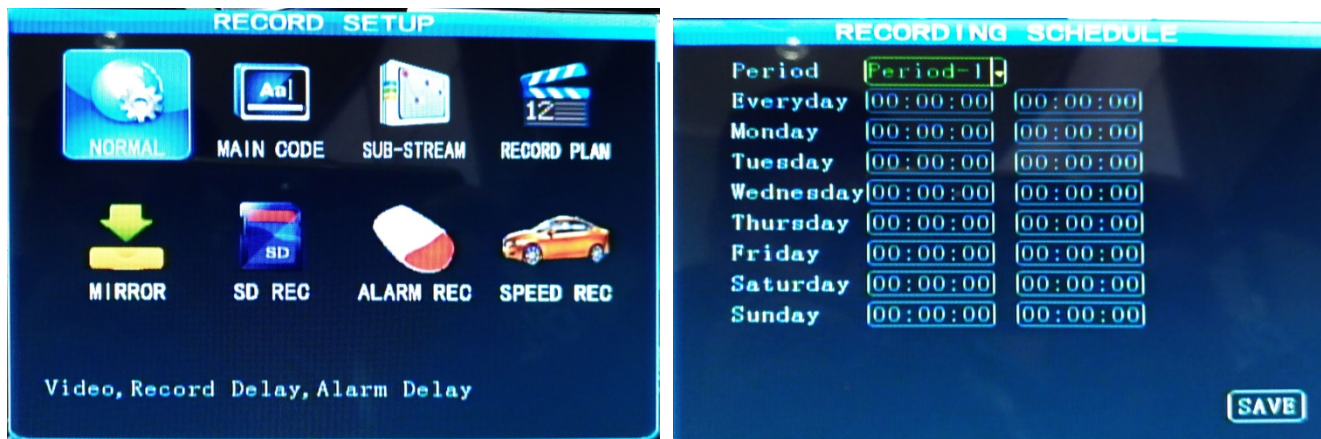 RECORD SETUP
Aa
12
NORMAL MAIN CODE SUB-STREAM RECORD PLAN
SD
MIRROR SD REC ALARM REC SPEED REC
Video,Record Delay,Alarm Delay
RECORDING SCHEDULE
Period Period-1
Everyday 00:00:00 00:00:00
Monday 00:00:00 00:00:00
Tuesday 00:00:00 00:00:00
Wednesday 00:00:00 00:00:00
Thursday 00:00:00 00:00:00
Friday 00:00:00 00:00:00
Saturday 00:00:00 00:00:00
Sunday 00:00:00 00:00:00
SAVE